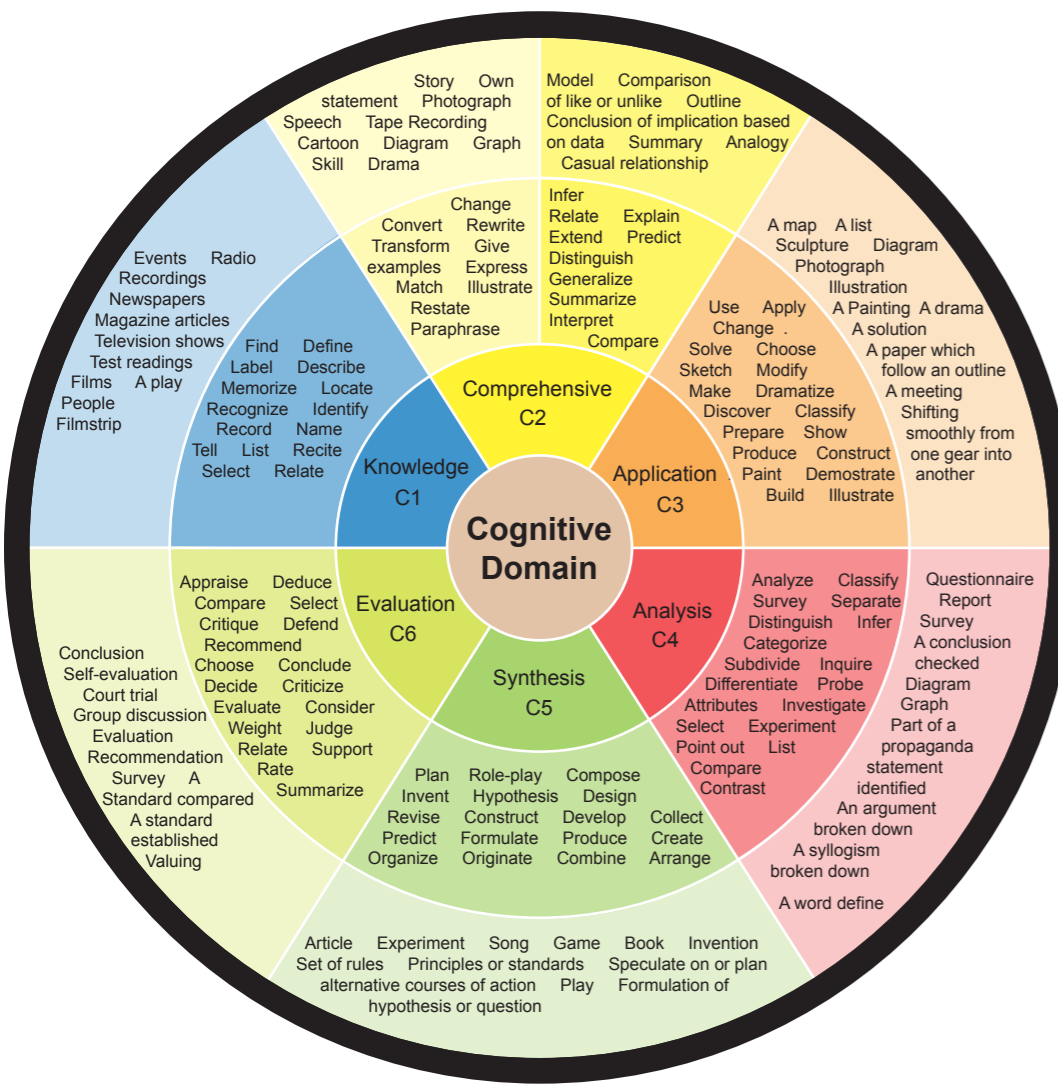 Story Own
statement Photograph
Speech Tape Recording
Cartoon Diagram Graph
Skill Drama
Model Comparison
of like or unlike Outline
Conclusion of implication based
on data Summary Analogy
Casual relationship
Change
Convert Rewrite
Transform Give
examples Express
Match Illustrate
Restate
Paraphrase
Infer
Relate Explain
Extend Predict
Distinguish
Generalize
Summarize
Interpret
Compare
Events Radio
Recordings
Newspapers
Magazine articles
Television shows
Test readings
Films A play
People
Filmstrip
Find Define
Label Describe
Memorize Locate
Recognize Identify
Record Name
Tell List Recite
Select Relate
Knowledge
C1
Comprehensive
C2
Application
C3
Use Apply
Change .
Solve Choose
Sketch Modify
Make Dramatize
Discover Classify
Prepare Show
Produce Construct
. Paint Demostrate
Build Illustrate
A map A list
Sculpture Diagram
Photograph
Illustration
A Painting A drama
A solution
A paper which
follow an outline
A meeting
Shifting
smoothly from
one gear into
another
Cognitive
Domain
Conclusion
Self-evaluation
Court trial
Group discussion
Evaluation
Recommendation
Survey A
Standard compared
A standard
established
Valuing
Appraise Deduce
Compare Select
Critique Defend
Recommend
Choose Conclude
Decide Criticize
Evaluate Consider
Weight Judge
Relate Support
Rate
Summarize
Evaluation
C6
Synthesis
C5
Analysis
C4
Analyze Classify
Survey Separate
Distinguish Infer
Categorize
Subdivide Inquire
Differentiate Probe
Attributes Investigate
Select Experiment
Point out List
Compare
Contrast
Questionnaire
Report
Survey
A conclusion
checked
Diagram
Graph
Part of a
propaganda
statement
identified
An argument
broken down
A syllogism
broken down
A word define
Plan Role-play Compose
Invent Hypothesis Design
Revise Construct Develop Collect
Predict Formulate Produce Create
Organize Originate Combine Arrange
Article Experiment Song Game Book Invention
Set of rules Principles or standards Speculate on or plan
alternative courses of action Play Formulation of
hypothesis or question